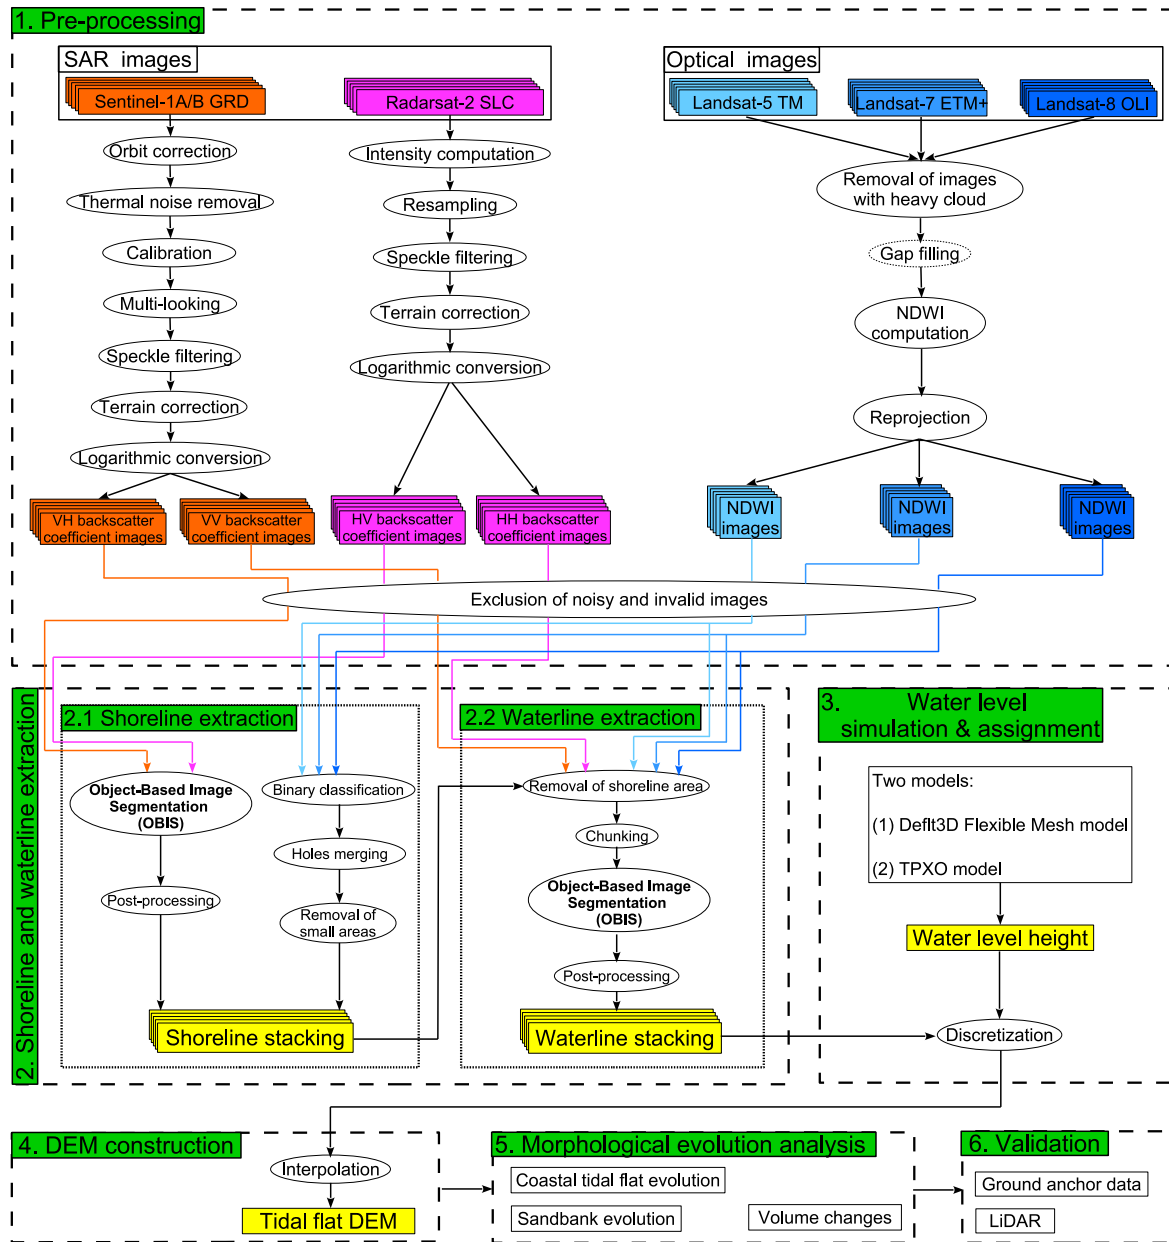 1. Pre-processing
SAR images
Optical images
Sentinel-1A/B GRD
Radarsat-2 SLC
Landsat-5 TM
Landsat-7 ETM+
Landsat-8 OLI
Orbit correction
Thermal noise removal
Calibration
Multi-looking
Speckle filtering
Terrain correction
Logarithmic conversion
Intensity computation
Resampling
Speckle filtering
Terrain correction
Logarithmic conversion
Removal of images
with heavy cloud
Gap filling
NDWI
computation
Reprojection
VH backscatter
coefficient images
VV backscatter
coefficient images
HV backscatter
coefficient images
HH backscatter
coefficient images
NDWI
images
NDWI
images
NDWI
images
Exclusion of noisy and invalid images
2. Shoreline and waterline extraction
2.1 Shoreline extraction
Object-Based Image
Segmentation
(OBIS)
Post-processing
Binary classification
Holes merging
Removal of
small areas
Shoreline stacking
2.2 Waterline extraction
Removal of shoreline area
Chunking
Object-Based Image
Segmentation
(OBIS)
Post-processing
Waterline stacking
3. Water level
simulation & assignment
Two models:
(1) Deflt3D Flexible Mesh model
(2) TPXO model
Water level height
Discretization
4. DEM construction
Interpolation
Tidal flat DEM
5. Morphological evolution analysis
Coastal tidal flat evolution
Sandbank evolution
Volume changes
6. Validation
Ground anchor data
LiDAR